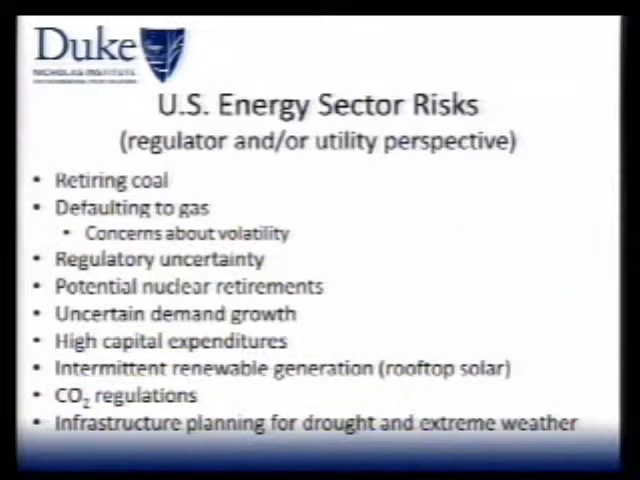 Duke
NICHOLAS INSTITUTE
U.S. Energy Sector Risks
(regulator and/or utility perspective)
• Retiring coal
• Defaulting to gas
• Concerns about volatility
• Regulatory uncertainty
• Potential nuclear retirements
• Uncertain demand growth
• High capital expenditures
• Intermittent renewable generation (rooftop solar)
• CO₂ regulations
• Infrastructure planning for drought and extreme weather